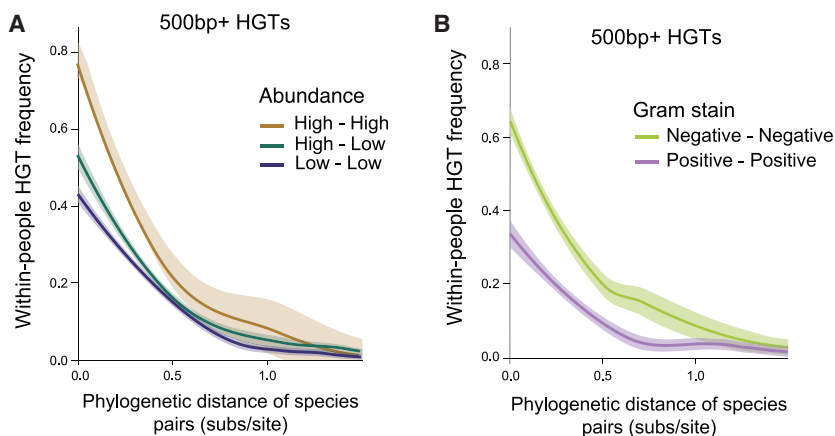 A
500bp+ HGTs
Within-people HGT frequency
0.8
0.6
0.4
0.2
0.0
Abundance
High - High
High - Low
Low - Low
0.0
0.5
1.0
Phylogenetic distance of species
pairs (subs/site)
B
500bp+ HGTs
Within-people HGT frequency
0.8
0.6
0.4
0.2
0.0
Gram stain
Negative - Negative
Positive - Positive
0.0
0.5
1.0
Phylogenetic distance of species
pairs (subs/site)